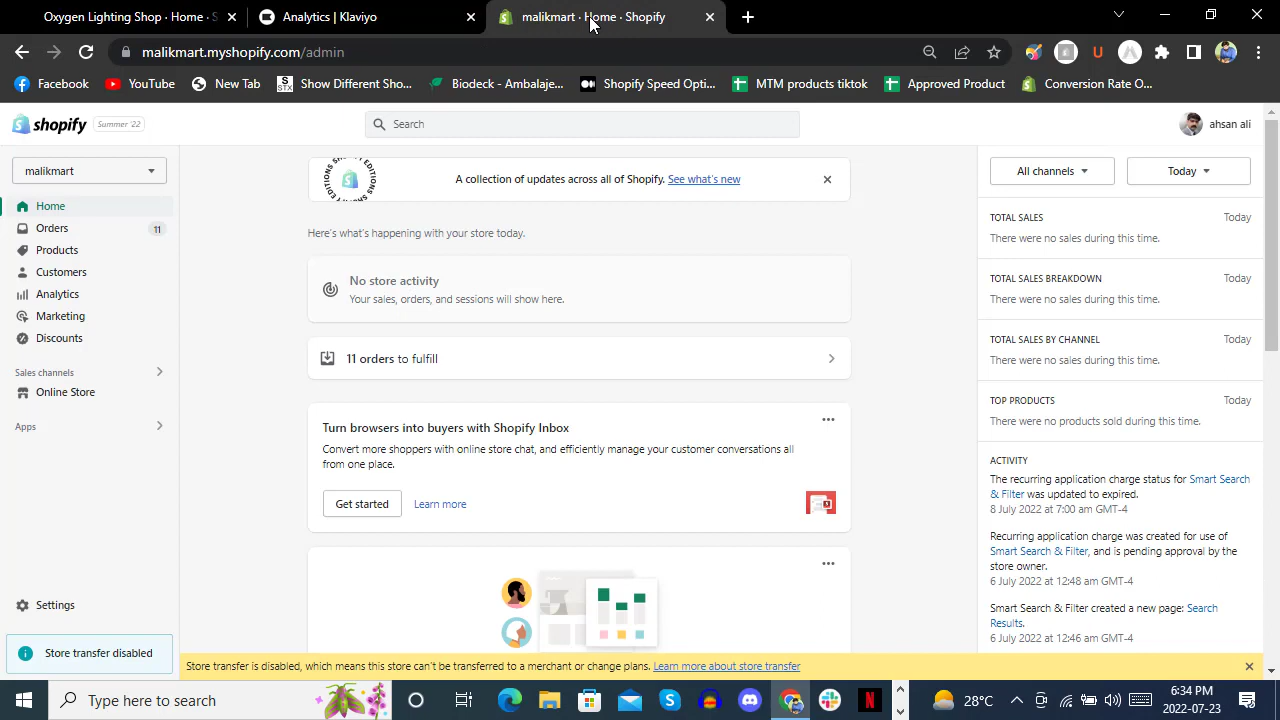 Oxygen Lighting Shop · Home · S
Analytics | Klaviyo
malikmart · Home · Shopify
malikmart.myshopify.com/admin
Facebook
YouTube
New Tab
Show Different Sho...
Biodeck - Ambalaje...
Shopify Speed Opti...
MTM products tiktok
Approved Product
Conversion Rate O...
shopify
Summer '22
Search
ahsan ali
malikmart
Home
Orders
11
Products
Customers
Analytics
Marketing
Discounts
Sales channels
Online Store
Apps
Settings
Store transfer disabled
A collection of updates across all of Shopify. See what's new
Here's what's happening with your store today.
No store activity
Your sales, orders, and sessions will show here.
11 orders to fulfill
Turn browsers into buyers with Shopify Inbox
Convert more shoppers with online store chat, and efficiently manage your customer conversations all
from one place.
Get started
Learn more
All channels
Today
TOTAL SALES
Today
There were no sales during this time.
TOTAL SALES BREAKDOWN
Today
There were no sales during this time.
TOTAL SALES BY CHANNEL
Today
There were no sales during this time.
TOP PRODUCTS
Today
There were no products sold during this time.
ACTIVITY
The recurring application charge status for Smart Search
& Filter was updated to expired.
8 July 2022 at 7:00 am GMT-4
Recurring application charge was created for use of
Smart Search & Filter, and is pending approval by the
store owner.
6 July 2022 at 12:48 am GMT-4
Smart Search & Filter created a new page: Search
Results.
6 July 2022 at 12:46 am GMT-4
Store transfer is disabled, which means this store can't be transferred to a merchant or change plans. Learn more about store transfer
Type here to search
28°C
6:34 PM
2022-07-23